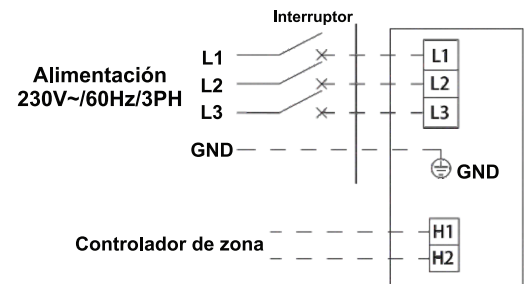 Interruptor
Alimentación
230V~/60Hz/3PH
L1
L2
L3
L1
L2
L3
GND
GND
Controlador de zona
H1
H2